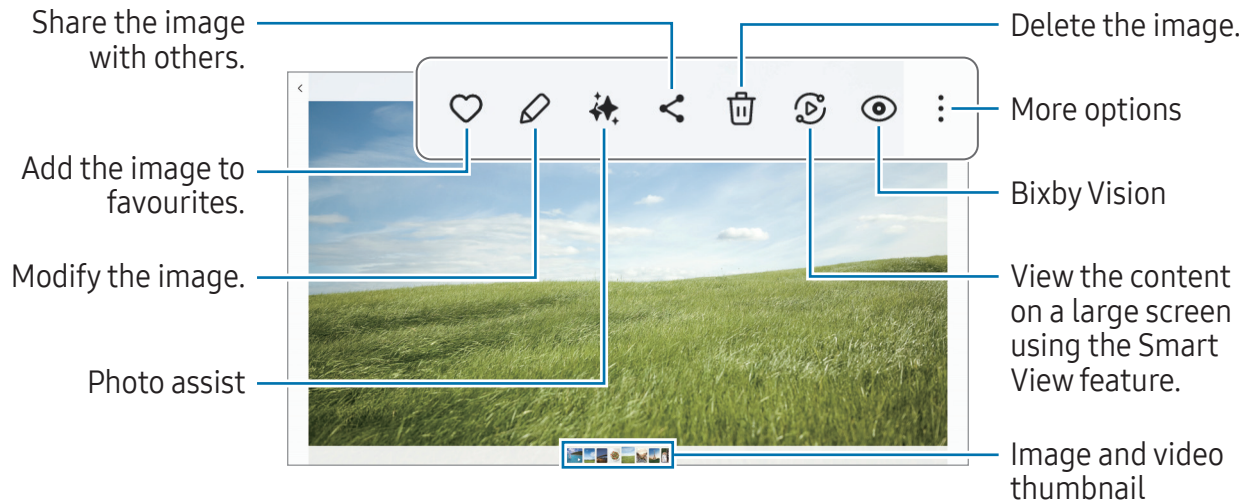 Share the image
with others.
Add the image to
favourites.
Modify the image.
Photo assist
Delete the image.
More options
Bixby Vision
View the content
on a large screen
using the Smart
View feature.
Image and video
thumbnail